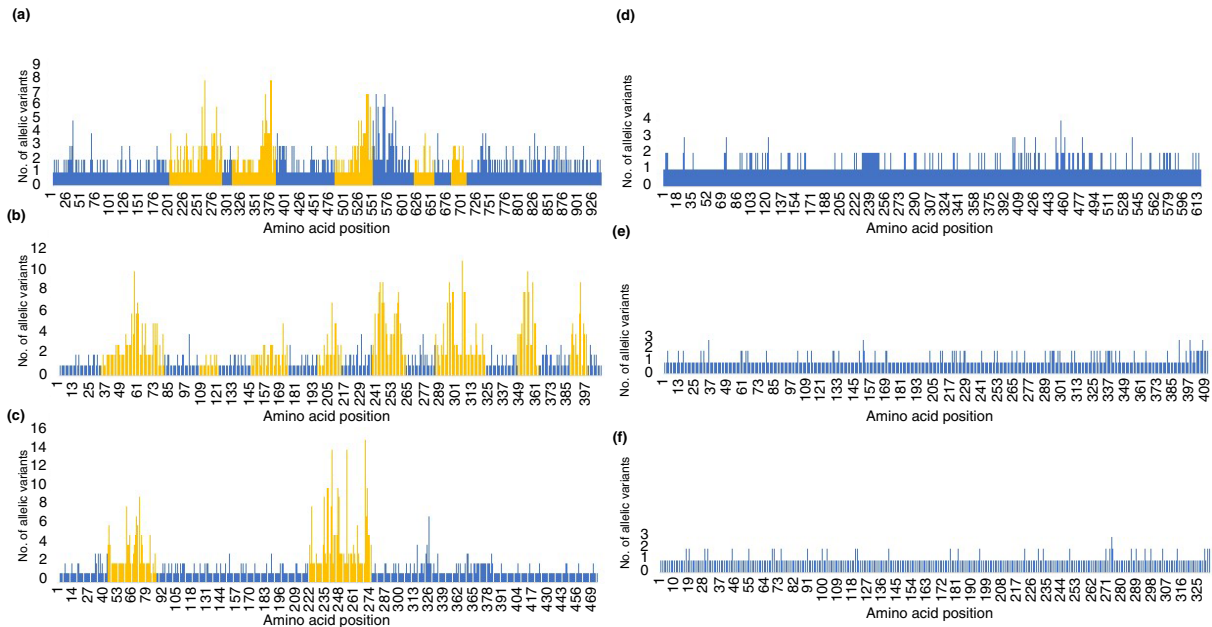 (a)
No. of allelic variants
9
8
7
6
5
4
3
2
1
0
1 26 51 76 101 126 151 176 201 226 251 276 301 326 351 376 401 426 451 476 501 526 551 576 601 626 651 676 701 726 751 776 801 826 851 876 901 926
Amino acid position
(b)
No. of allelic variants
12
10
8
6
4
2
0
1 13 25 37 49 61 73 85 97 109 121 133 145 157 169 181 193 205 217 229 241 253 265 277 289 301 313 325 337 349 361 373 385 397
Amino acid position
(c)
No. of allelic variants
16
14
12
10
8
6
4
2
0
1 14 27 40 53 66 79 92 105 118 131 144 157 170 183 196 209 222 235 248 261 274 287 300 313 326 339 352 365 378 391 404 417 430 443 456 469
Amino acid position
(d)
No. of allelic variants
4
3
2
1
0
1 18 35 52 69 86 103 120 137 154 171 188 205 222 239 256 273 290 307 324 341 358 375 392 409 426 443 460 477 494 511 528 545 562 579 596 613
Amino acid position
(e)
No. of allelic variants
3
2
1
0
1 13 25 37 49 61 73 85 97 109 121 133 145 157 169 181 193 205 217 229 241 253 265 277 289 301 313 325 337 349 361 373 385 397 409
Amino acid position
(f)
No. of allelic variants
3
2
1
0
1 10 19 28 37 46 55 64 73 82 91 100 109 118 127 136 145 154 163 172 181 190 199 208 217 226 235 244 253 262 271 280 289 298 307 316 325
Amino acid position